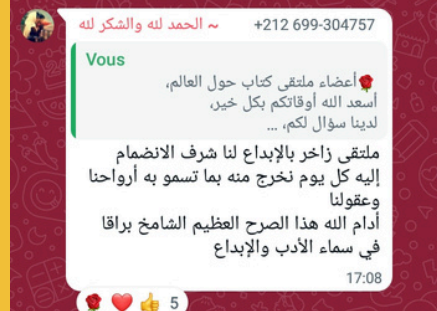 ~ الحمد لله والشكر لله +212 699-304757
Vous
🌹أعضاء ملتقى كتاب حول العالم،
أسعد الله أوقاتكم بكل خير،
لدينا سؤال لكم، ...
ملتقى زاخر بالإبداع لنا شرف الانضمام
إليه كل يوم نخرج منه بما تسمو به أرواحنا
وعقولنا
أدام الله هذا الصرح العظيم الشامخ براقا
في سماء الأدب والإبداع
17:08
🌹 ❤️ 👍 5